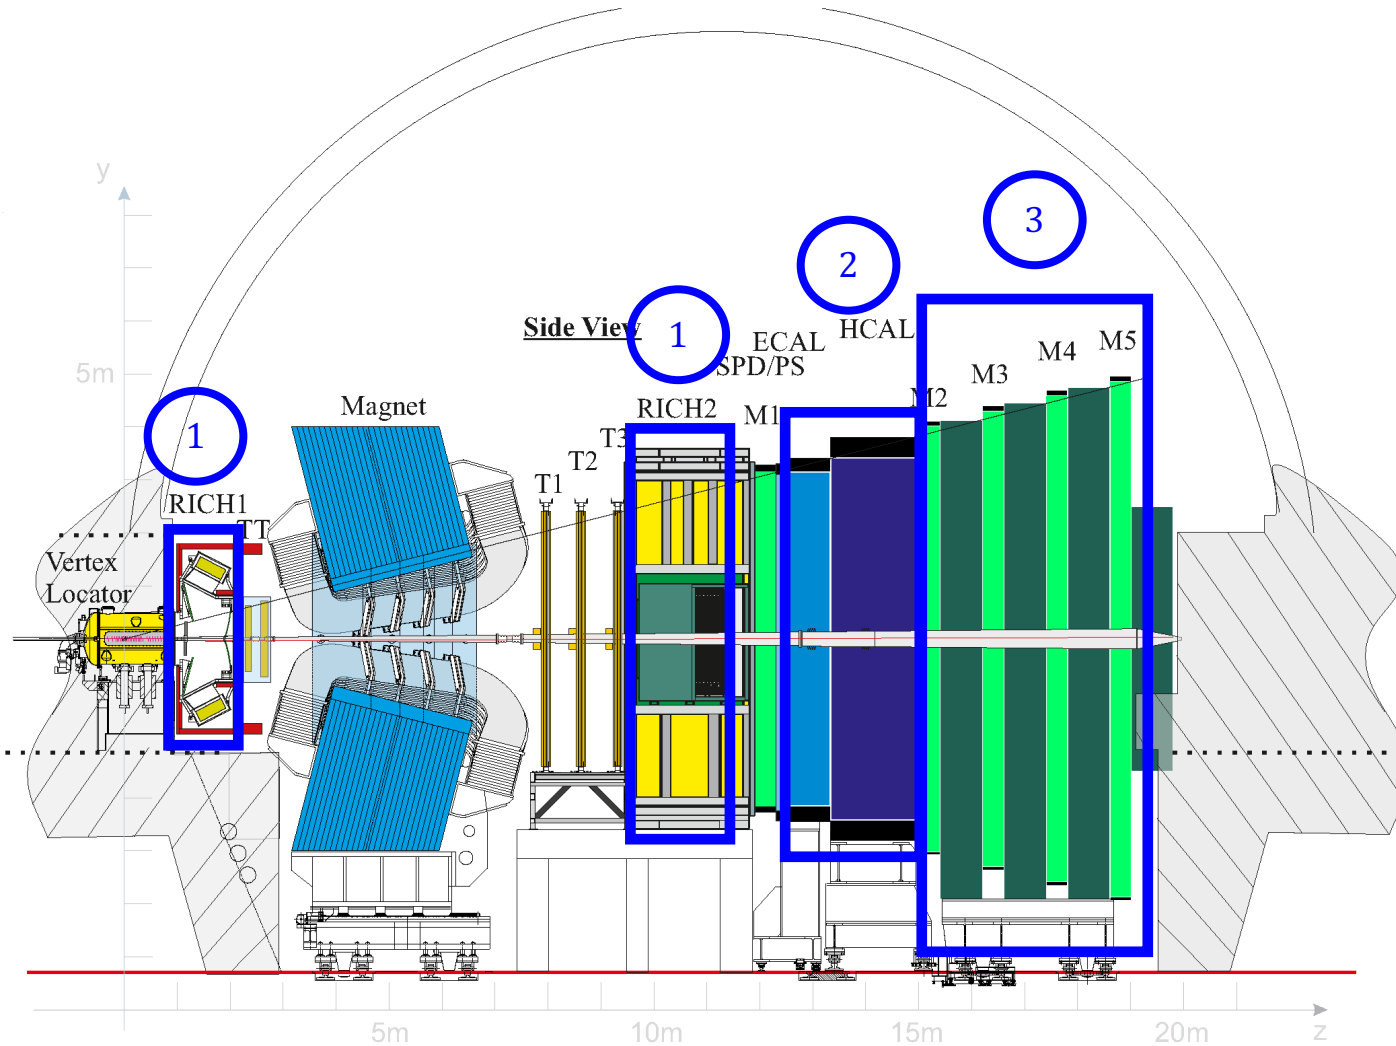 y
3
2
1
Side View
ECAL
HCAL
SPD/PS
M5
M4
M3
M2
5m
Magnet
RICH2
M1
1
T3
T2
T1
RICH1
TT
Vertex
Locator
5m
10m
15m
20m
z